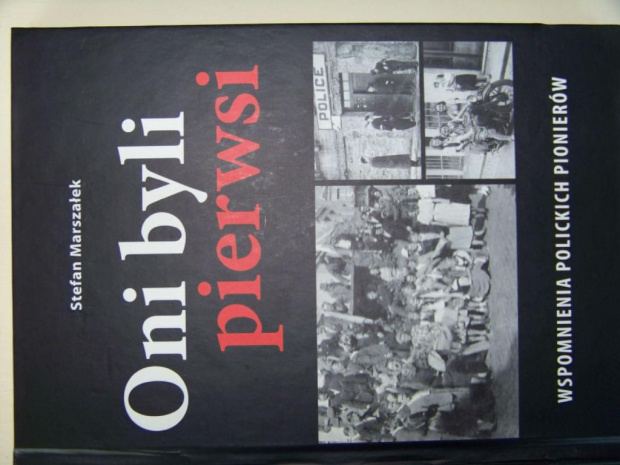 Stefan Marszałek
Oni byli
pierwsi
POLICE
WSPOMNIENIA POLICKICH PIONIERÓW